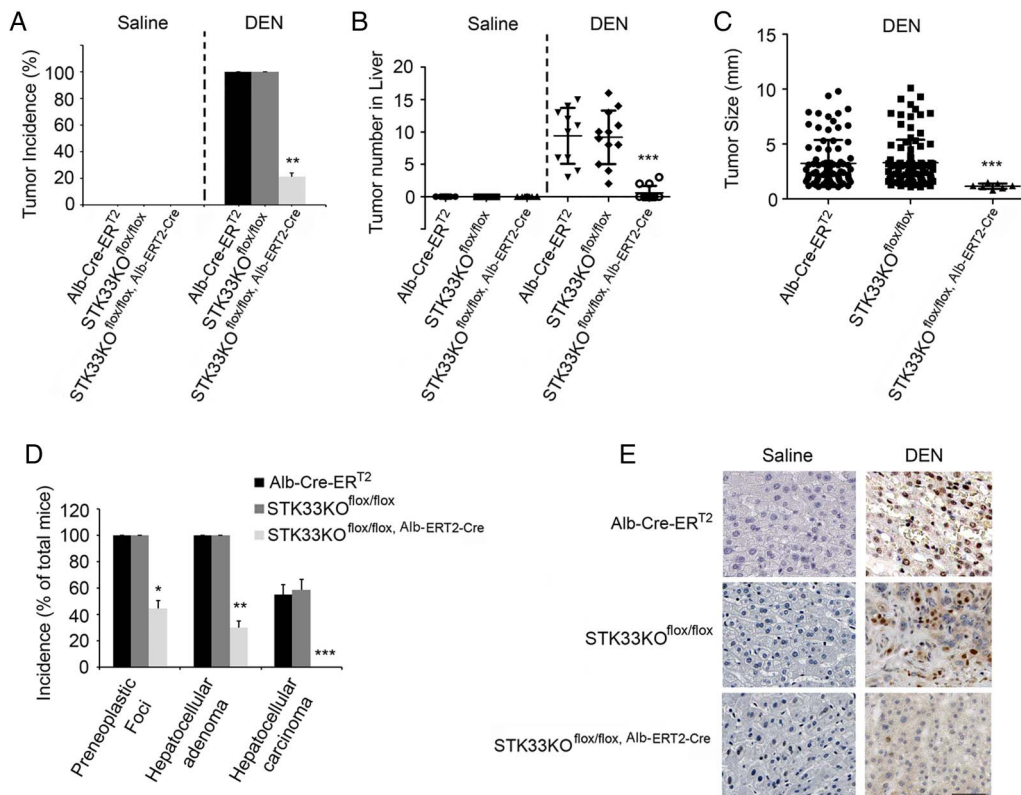 A
Saline DEN
Tumor Incidence (%)
100
80
60
40
20
0
**
Alb-Cre-ER^T2
STK33KO^flox/flox
STK33KO^flox/flox, Alb-ERT2-Cre
Alb-Cre-ER^T2
STK33KO^flox/flox
STK33KO^flox/flox, Alb-ERT2-Cre
B
Saline DEN
Tumor number in Liver
20
15
10
5
0
***
Alb-Cre-ER^T2
STK33KO^flox/flox
STK33KO^flox/flox, Alb-ERT2-Cre
Alb-Cre-ER^T2
STK33KO^flox/flox
STK33KO^flox/flox, Alb-ERT2-Cre
C
DEN
Tumor Size (mm)
15
10
5
0
***
Alb-Cre-ER^T2
STK33KO^flox/flox
STK33KO^flox/flox, Alb-ERT2-Cre
D
Alb-Cre-ER^T2
STK33KO^flox/flox
STK33KO^flox/flox, Alb-ERT2-Cre
Incidence (% of total mice)
120
100
80
60
40
20
0
*
**
***
Preneoplastic
Foci
Hepatocellular
adenoma
Hepatocellular
carcinoma
E
Saline DEN
Alb-Cre-ER^T2
STK33KO^flox/flox
STK33KO^flox/flox, Alb-ERT2-Cre